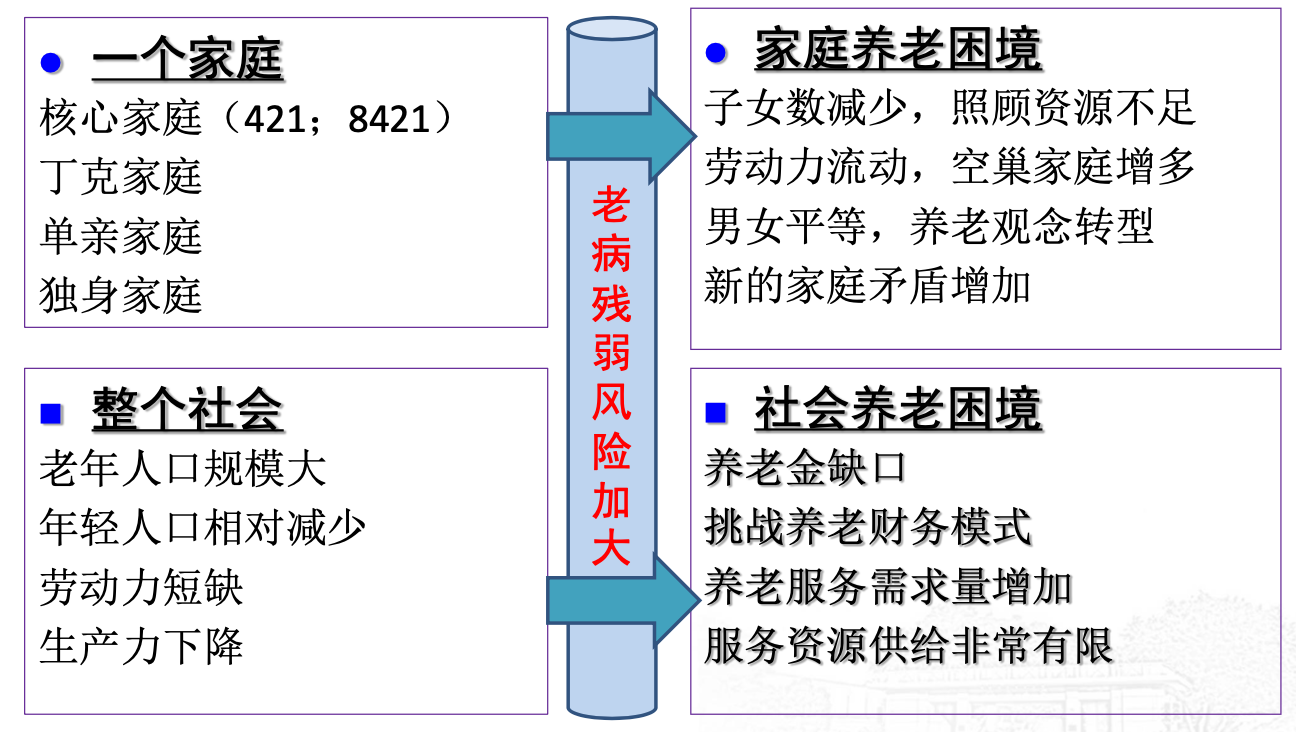 一个家庭
核心家庭（421；8421）
丁克家庭
单亲家庭
独身家庭
老病残弱风险加大
家庭养老困境
子女数减少，照顾资源不足
劳动力流动，空巢家庭增多
男女平等，养老观念转型
新的家庭矛盾增加
整个社会
老年人口规模大
年轻人口相对减少
劳动力短缺
生产力下降
社会养老困境
养老金缺口
挑战养老财务模式
养老服务需求量增加
服务资源供给非常有限